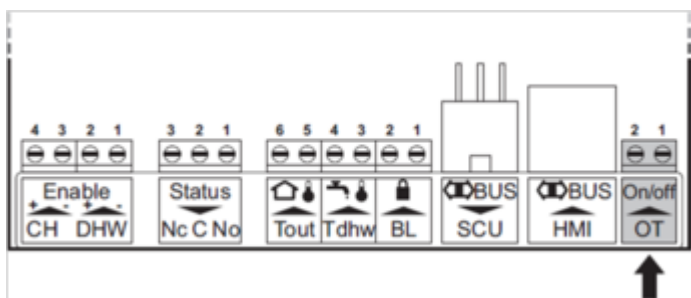 4 3 2 1 3 2 1 6 5 4 3 2 1 2 1
Enable Status BUS BUS On/off
+ - + -
CH DHW Nc C No Tout Tdhw BL SCU HMI OT